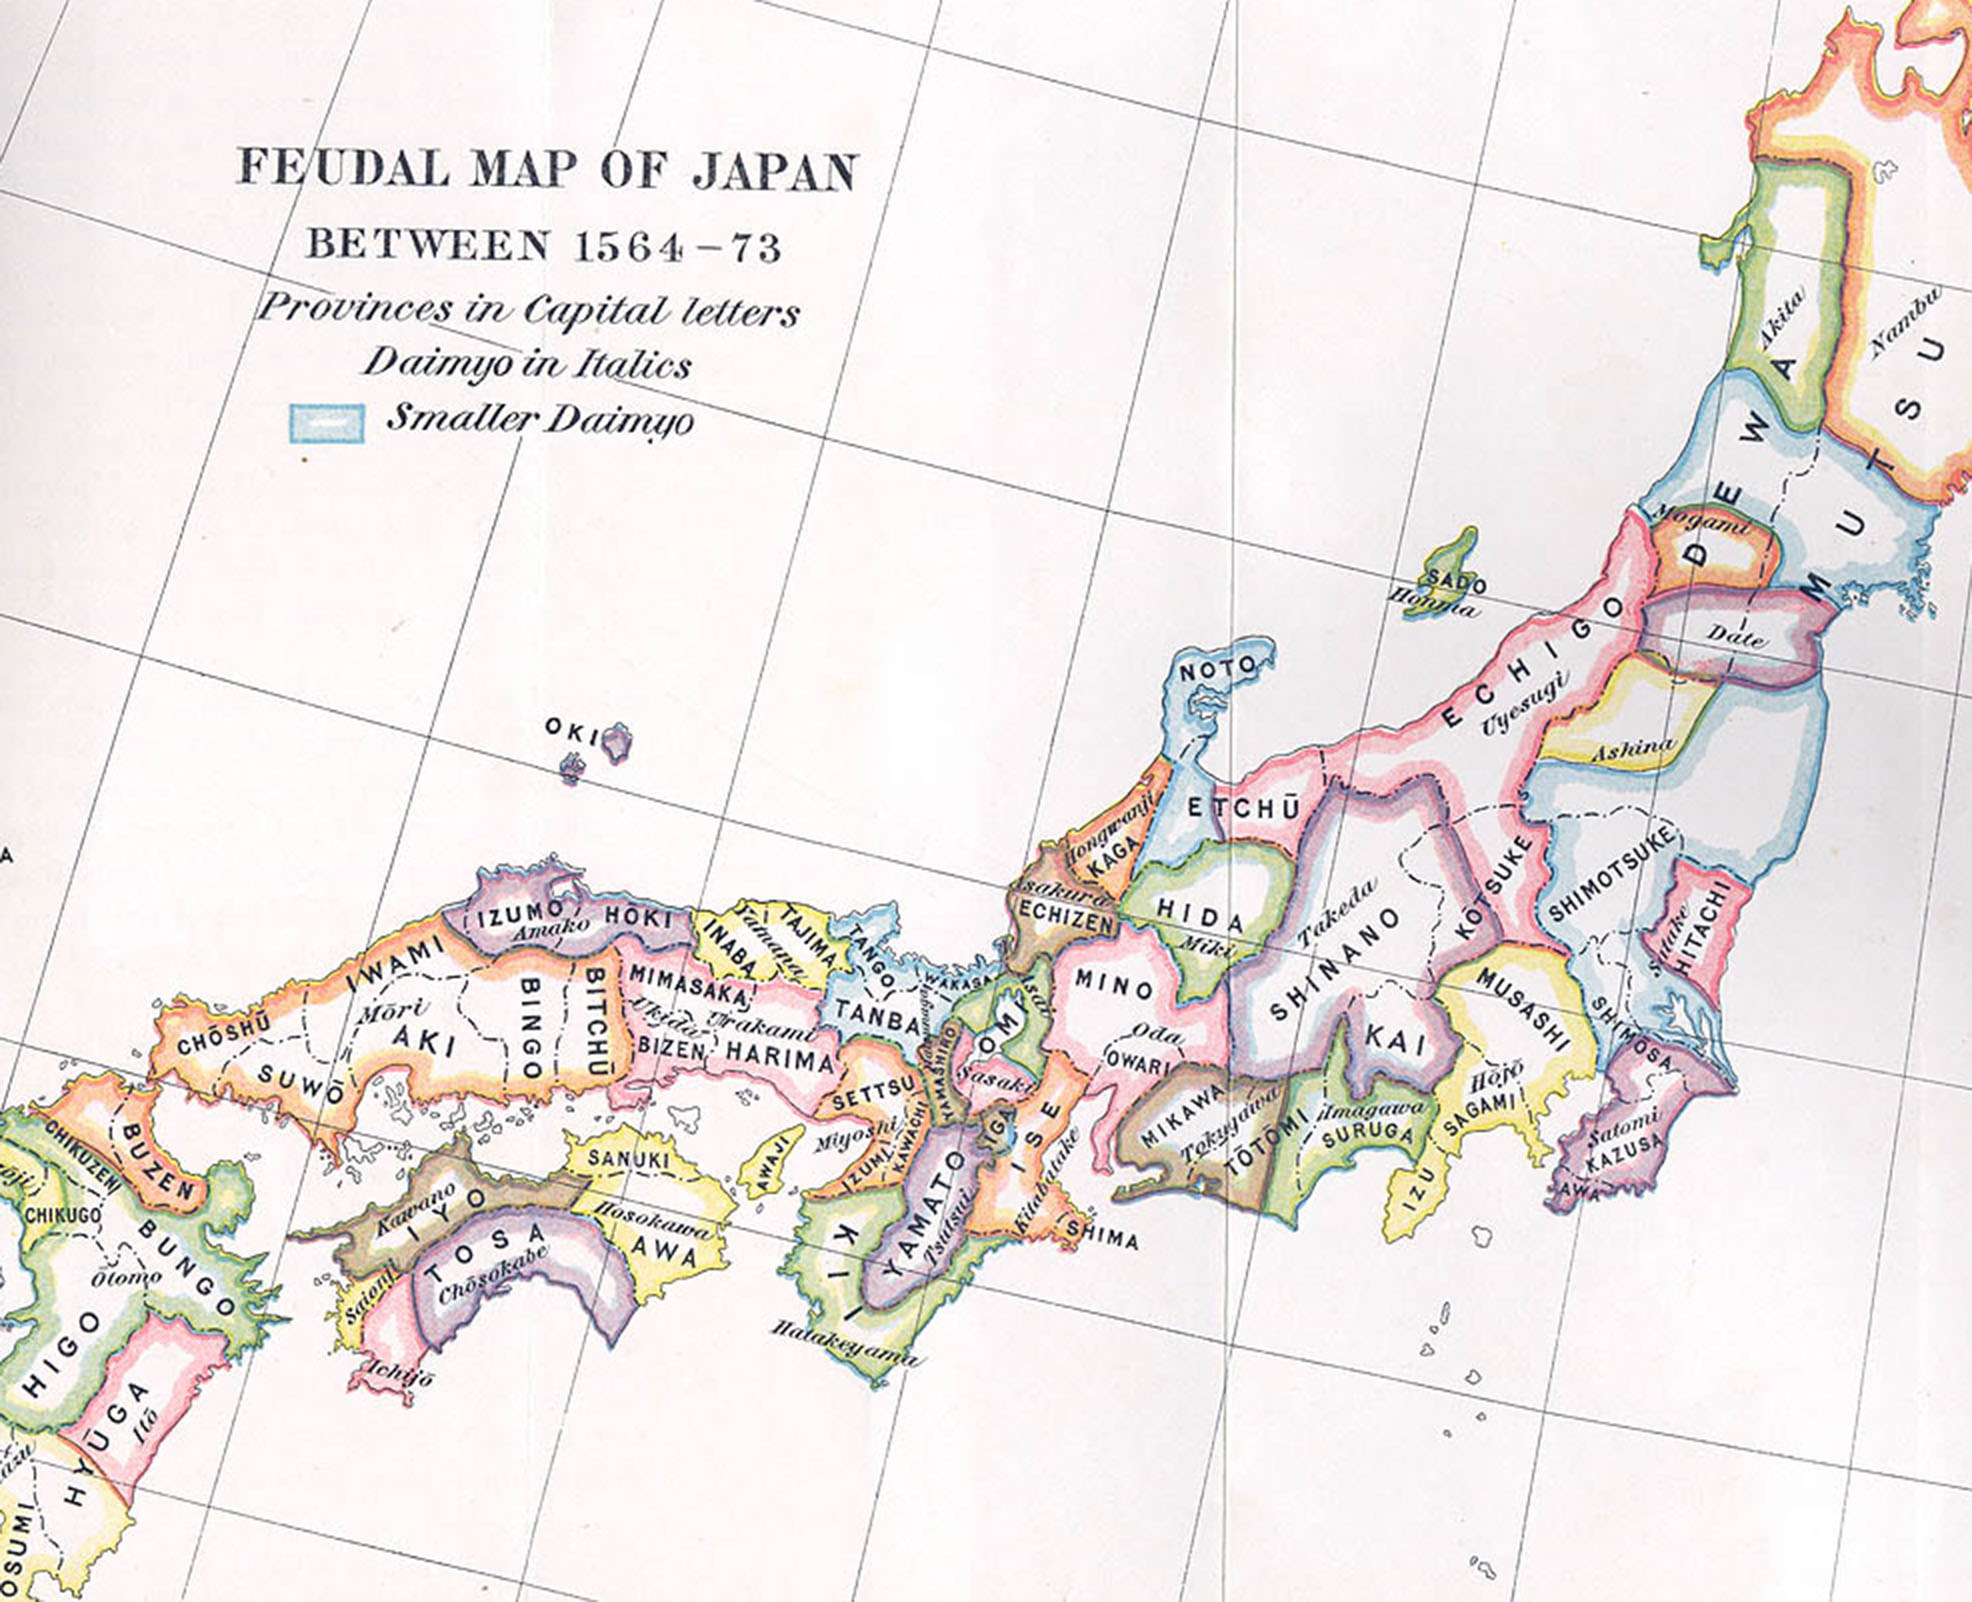 FEUDAL MAP OF JAPAN
BETWEEN 1564-73
Provinces in Capital letters
Daimyo in Italics
Smaller Daimyo
Akita
Nambu
DEWA
MUTSU
Mogami
SADO
Honma
Date
ECHIGO
Uyesugi
Ashina
NOTO
OKI
A
ETCHŪ
Hongwanji
KAGA
Asakura
ECHIZEN
HIDA
Miki
Takeda
SHINANO
KŌTSUKE
SHIMOTSUKE
Satake
HITACHI
IZUMO
Amako
HOKI
INABA
Yamana
TAJIMA
TANGO
WAKASA
TANBA
IWAMI
Mōri
AKI
BINGO
BITCHŪ
MIMASAKA
Ukida
Urakami
BIZEN
HARIMA
CHŌSHŪ
SUWŌ
Asai
OMI
Sasaki
YAMASHIRO
MINO
Oda
OWARI
KAI
MUSASHI
SHIMOSA
Hōjō
SAGAMI
SETTSU
Miyoshi
IZUMI
KAWACHI
IGA
ISE
Kitabatake
SHIMA
MIKAWA
Tokugawa
TŌTŌMI
Imagawa
SURUGA
IZU
Satomi
KAZUSA
AWA
CHIKUZEN
BUZEN
CHIKUGO
BUNGO
Ōtomo
HIGO
HYŪGA
Itō
OSUMI
SANUKI
AWAJI
Kawano
IYO
TOSA
Chōsokabe
Hosokawa
AWA
Saionji
Ichijō
KII
YAMATO
Tsutsui
Hatakeyama